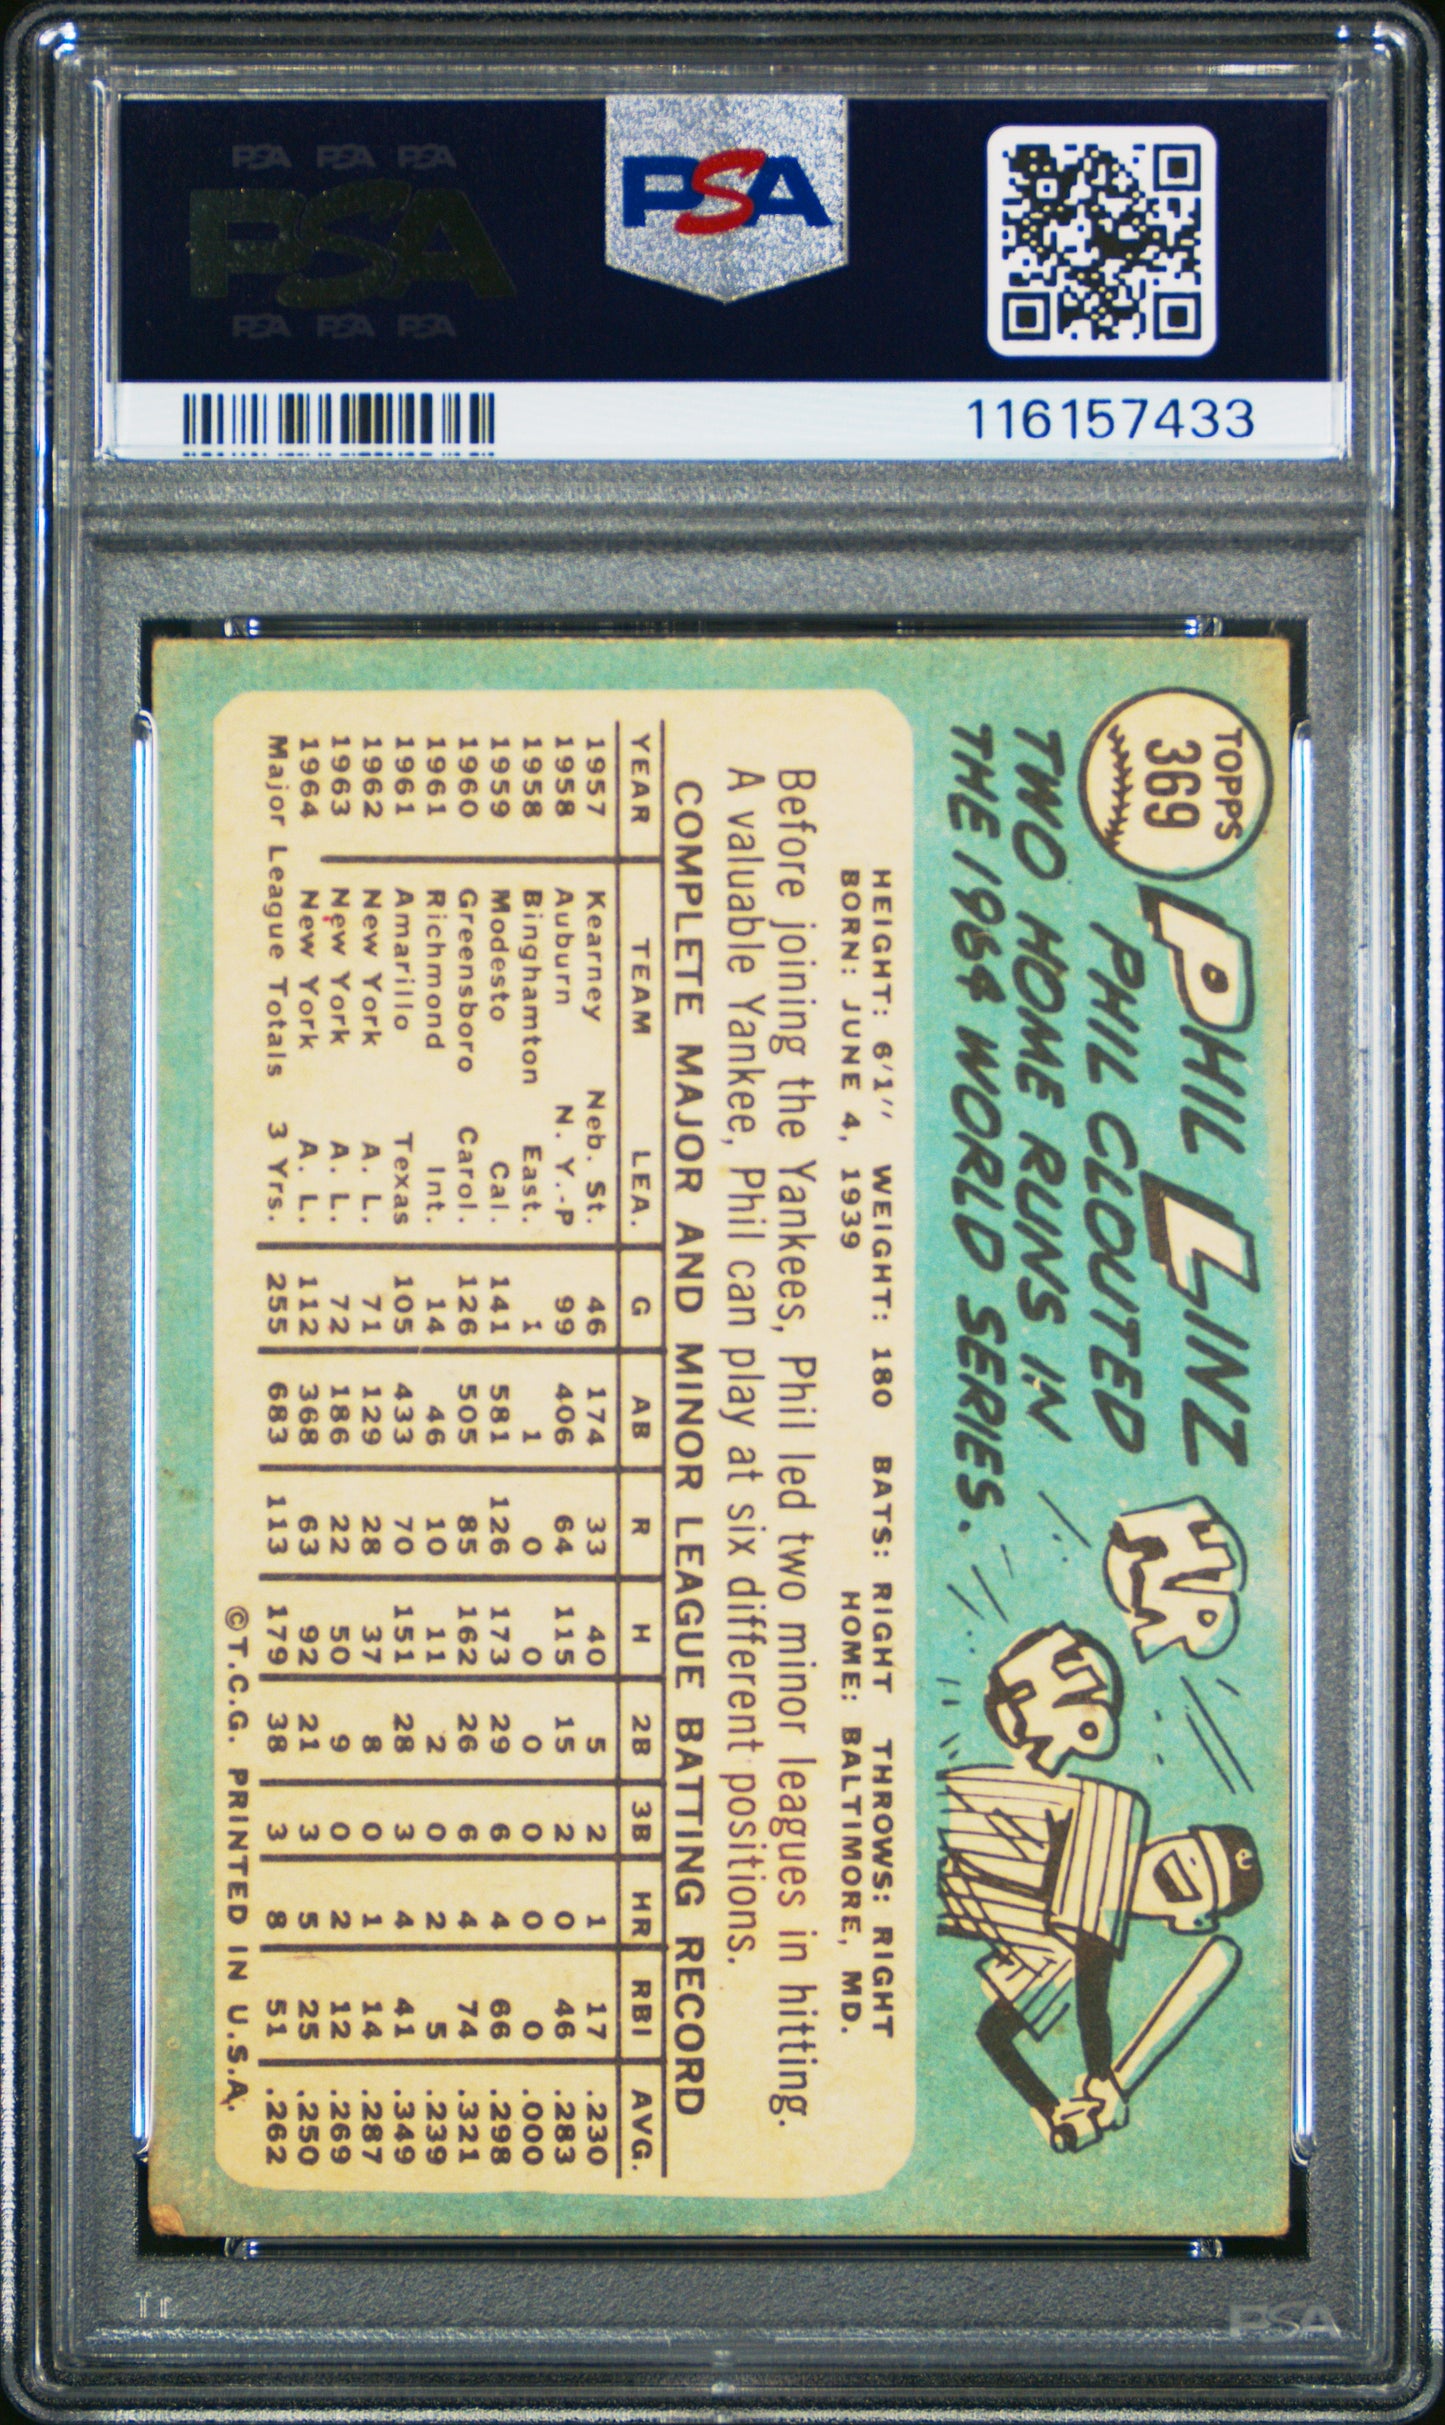 PSA PSA PSA
PSA
PSA PSA PSA
PSA
116157433
TOPPS
369
PHIL LINZ
PHIL CLOUTED
TWO HOME RUNS IN
THE 1964 WORLD SERIES.
HR
HR
HEIGHT: 6'1" WEIGHT: 180 BATS: RIGHT THROWS: RIGHT
BORN: JUNE 4, 1939 HOME: BALTIMORE, MD.
Before joining the Yankees, Phil led two minor leagues in hitting.
A valuable Yankee, Phil can play at six different positions.
COMPLETE MAJOR AND MINOR LEAGUE BATTING RECORD
YEAR TEAM LEA. G AB R H 2B 3B HR RBI AVG.
1957 Kearney Neb. St. 46 174 33 40 5 2 1 17 .230
1958 Auburn N. Y.-P 99 406 64 115 15 2 0 46 .283
1958 Binghamton East. 1 1 0 0 0 0 0 0 .000
1959 Modesto Cal. 141 581 126 173 29 6 4 66 .298
1960 Greensboro Carol. 126 505 85 162 26 6 4 74 .321
1961 Richmond Int. 14 46 10 11 2 0 2 5 .239
1961 Amarillo Texas 105 433 70 151 28 3 4 41 .349
1962 New York A. L. 71 129 28 37 8 0 1 14 .287
1963 New York A. L. 72 186 22 50 9 0 2 12 .269
1964 New York A. L. 112 368 63 92 21 3 5 25 .250
Major League Totals 3 Yrs. 255 683 113 179 38 3 8 51 .262
©T.C.G. PRINTED IN U.S.A.
PSA